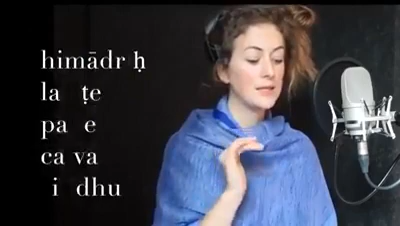 himādr ḥ
la ṭe
pa e
ca va
i dhu